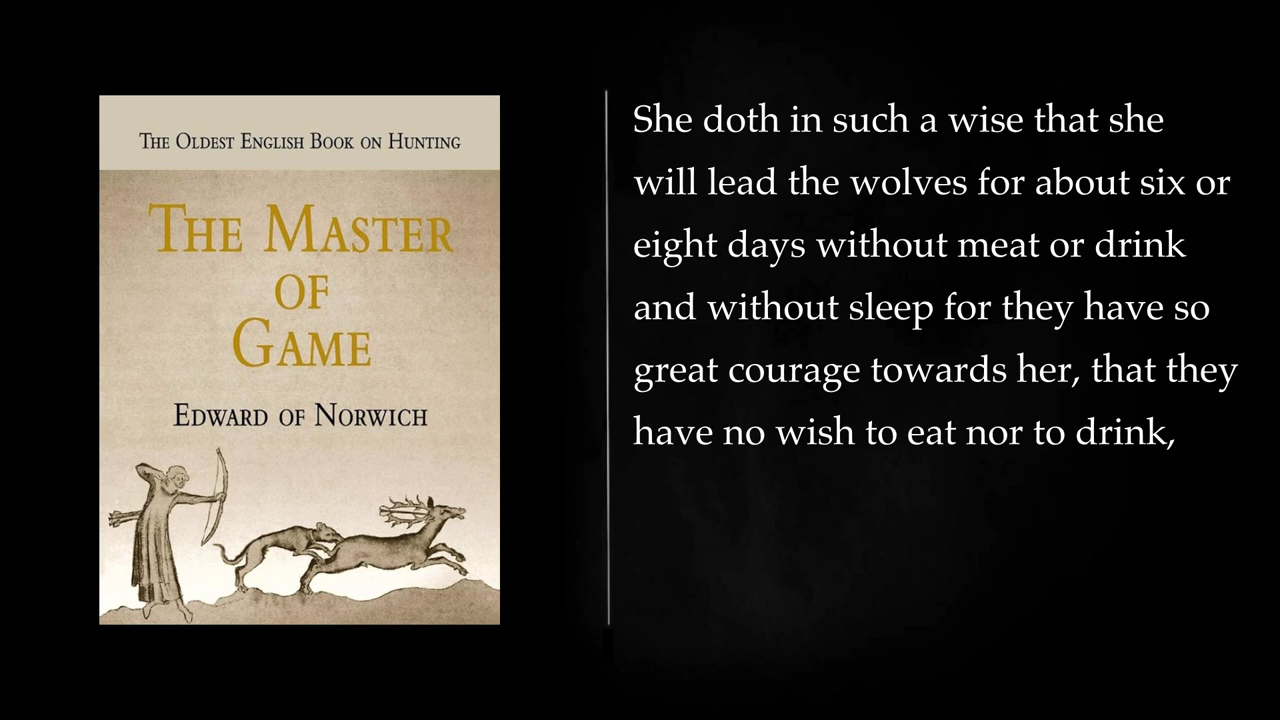 The Oldest English Book on Hunting
The Master
of
Game
Edward of Norwich
She doth in such a wise that she
will lead the wolves for about six or
eight days without meat or drink
and without sleep for they have so
great courage towards her, that they
have no wish to eat nor to drink,